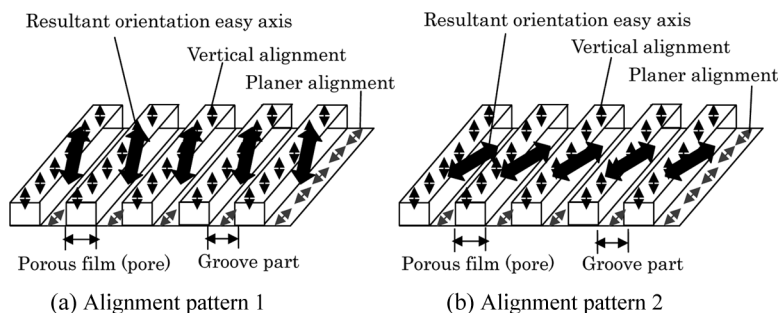 Resultant orientation easy axis
Vertical alignment
Planer alignment
Porous film (pore)
Groove part
(a) Alignment pattern 1
Resultant orientation easy axis
Vertical alignment
Planer alignment
Porous film (pore)
Groove part
(b) Alignment pattern 2